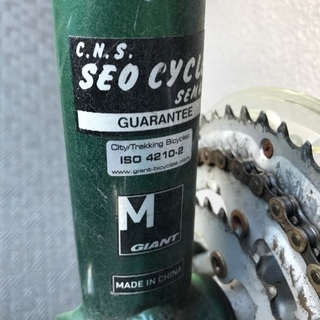 C.N.S.
SEO CYCL
GUARANTEE
City/Trekking Bicycles
ISO 4210-2
www.giant-bicycles.com
M
GIANT
MADE IN CHINA